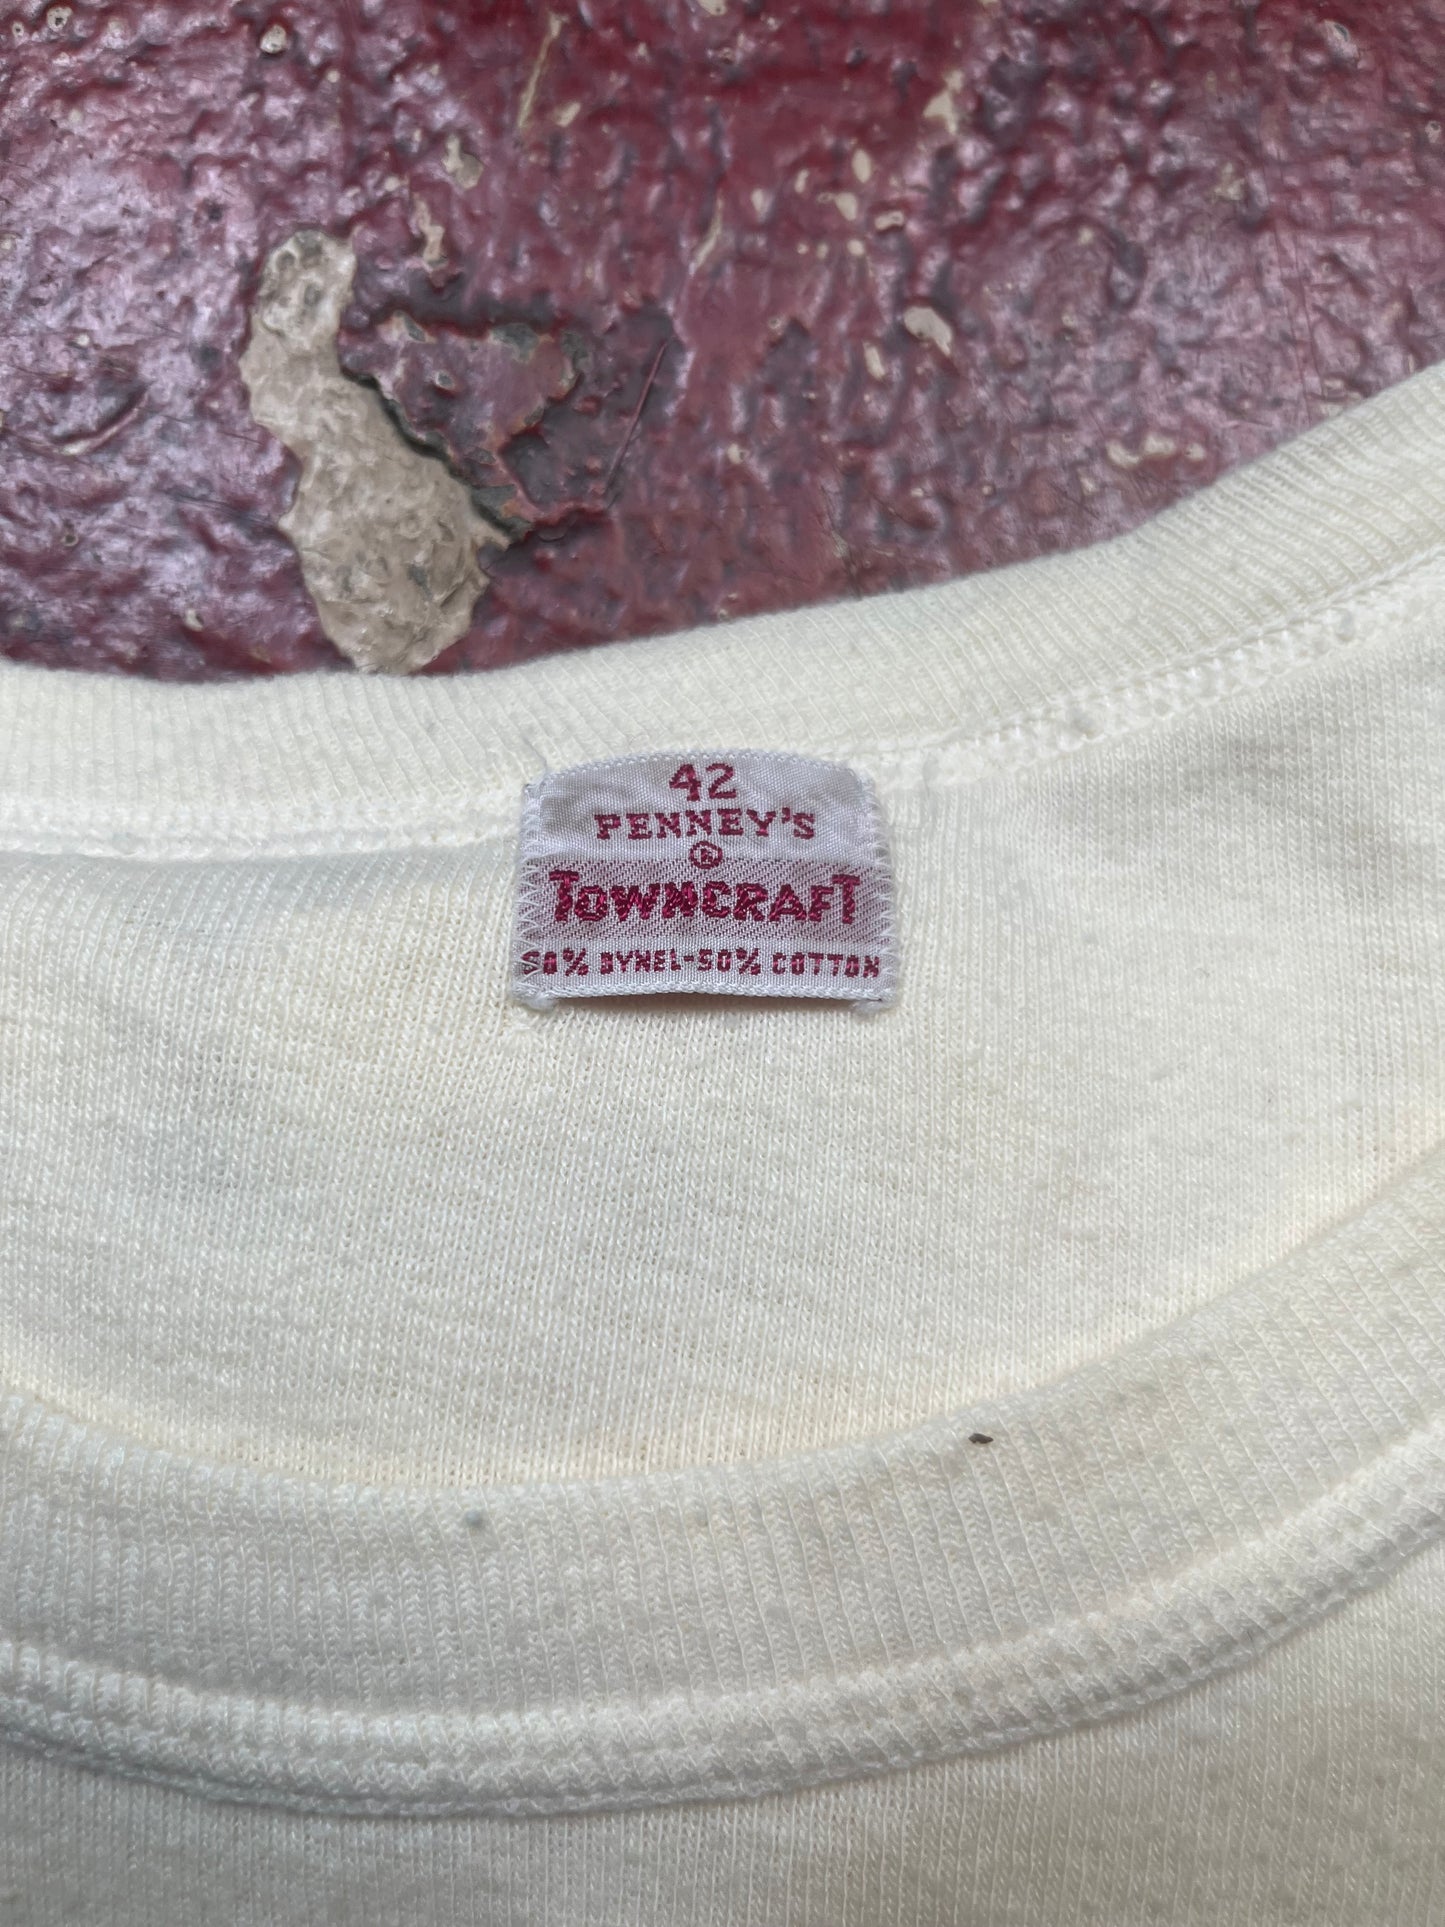 42
PENNEY'S
®
TOWNCRAFT
50% DYNEL-50% COTTON